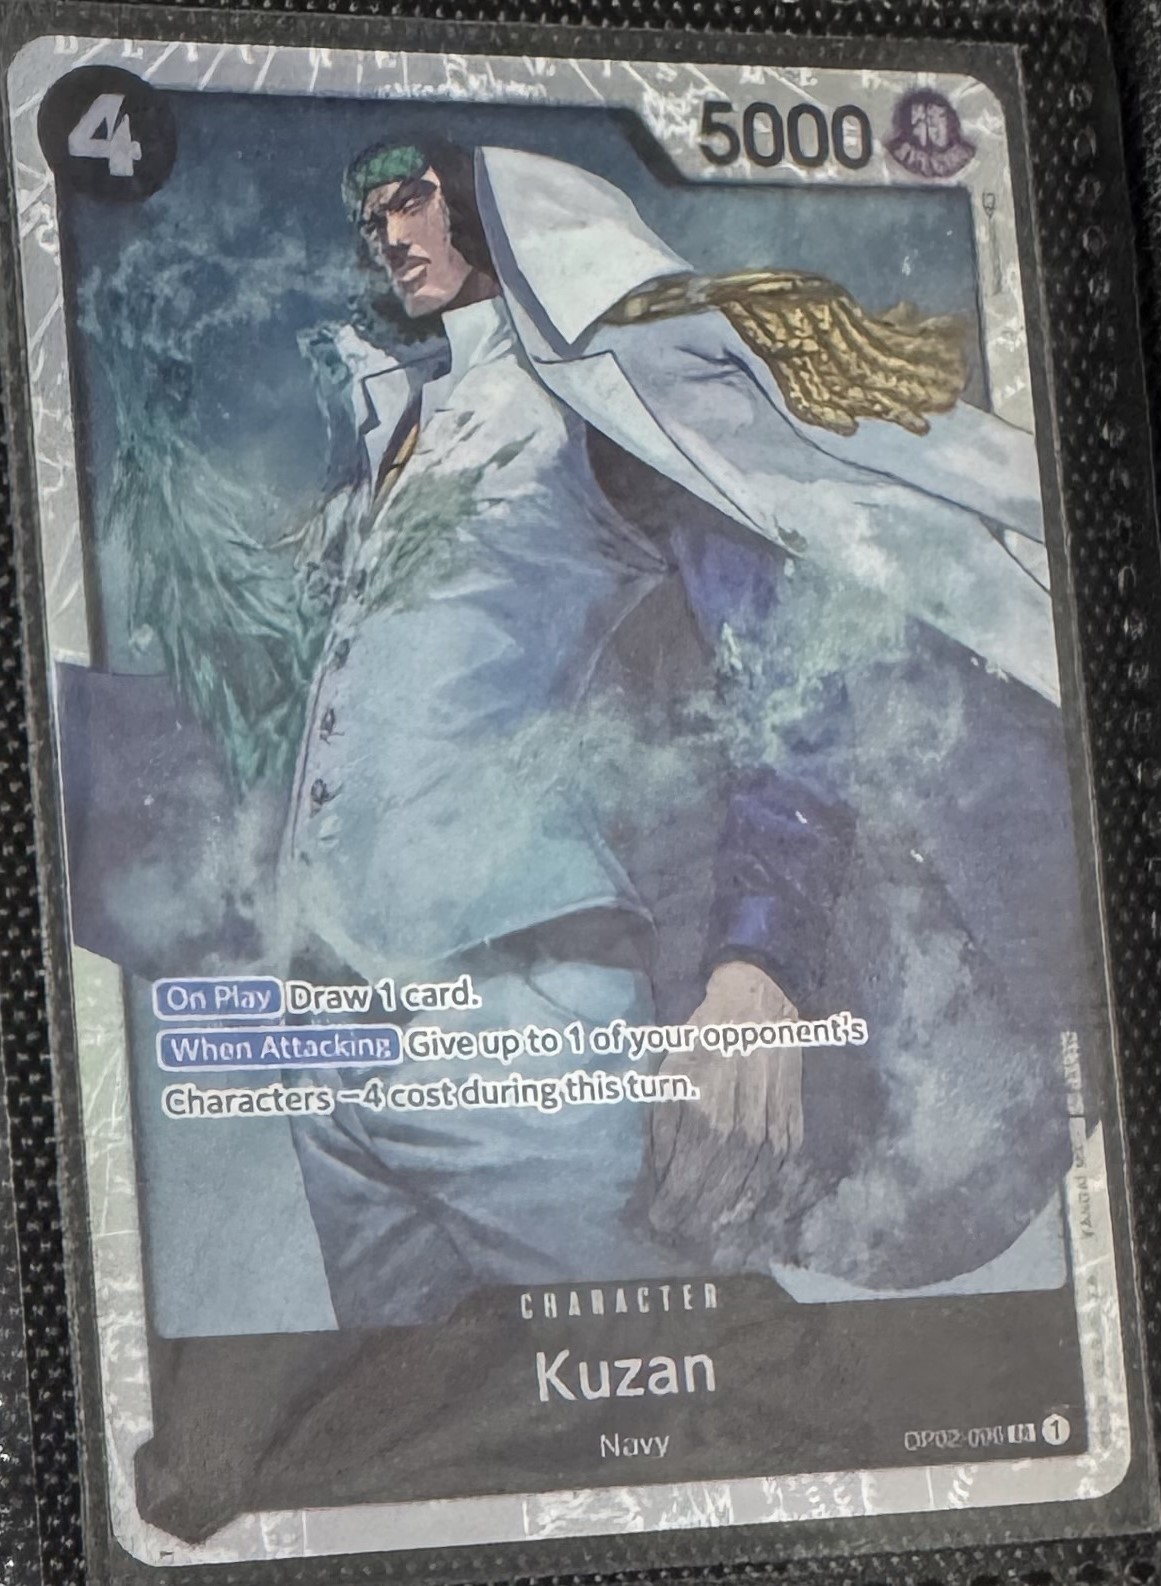 4
5000
On Play Draw 1 card.
When Attacking Give up to 1 of your opponent's
Characters −4 cost during this turn.
CHARACTER
Kuzan
Navy
1